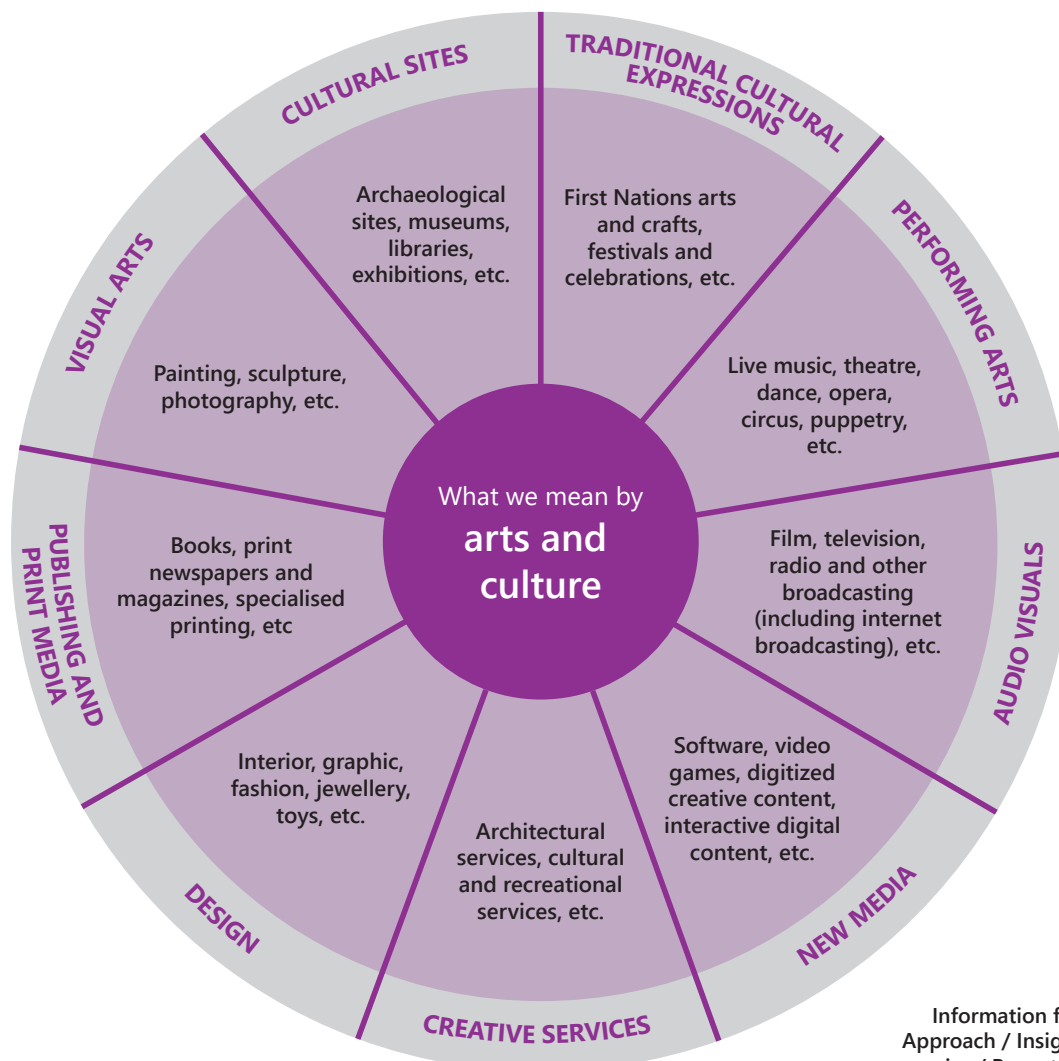 What we mean by
arts and
culture
TRADITIONAL CULTURAL
EXPRESSIONS
First Nations arts
and crafts,
festivals and
celebrations, etc.
PERFORMING ARTS
Live music, theatre,
dance, opera,
circus, puppetry,
etc.
AUDIO VISUALS
Film, television,
radio and other
broadcasting
(including internet
broadcasting), etc.
NEW MEDIA
Software, video
games, digitized
creative content,
interactive digital
content, etc.
CREATIVE SERVICES
Architectural
services, cultural
and recreational
services, etc.
DESIGN
Interior, graphic,
fashion, jewellery,
toys, etc.
PUBLISHING AND
PRINT MEDIA
Books, print
newspapers and
magazines, specialised
printing, etc
VISUAL ARTS
Painting, sculpture,
photography, etc.
CULTURAL SITES
Archaeological
sites, museums,
libraries,
exhibitions, etc.
Information
Approach /